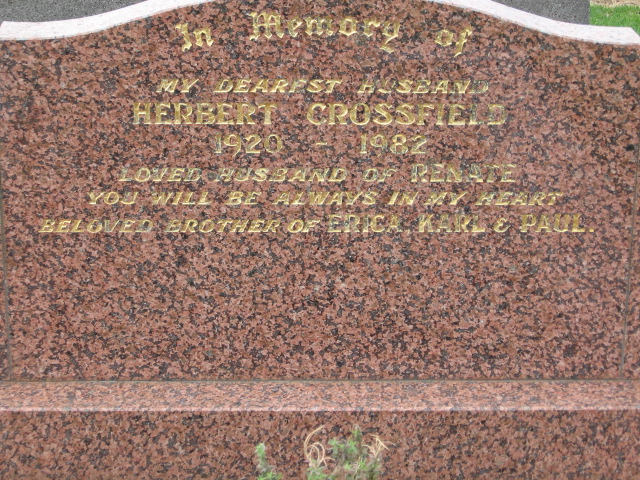 In Memory of
MY DEAREST HUSBAND
HERBERT CROSSFIELD
1920 - 1982
LOVED HUSBAND OF RENATE
YOU WILL BE ALWAYS IN MY HEART
BELOVED BROTHER OF ERICA, KARL & PAUL.